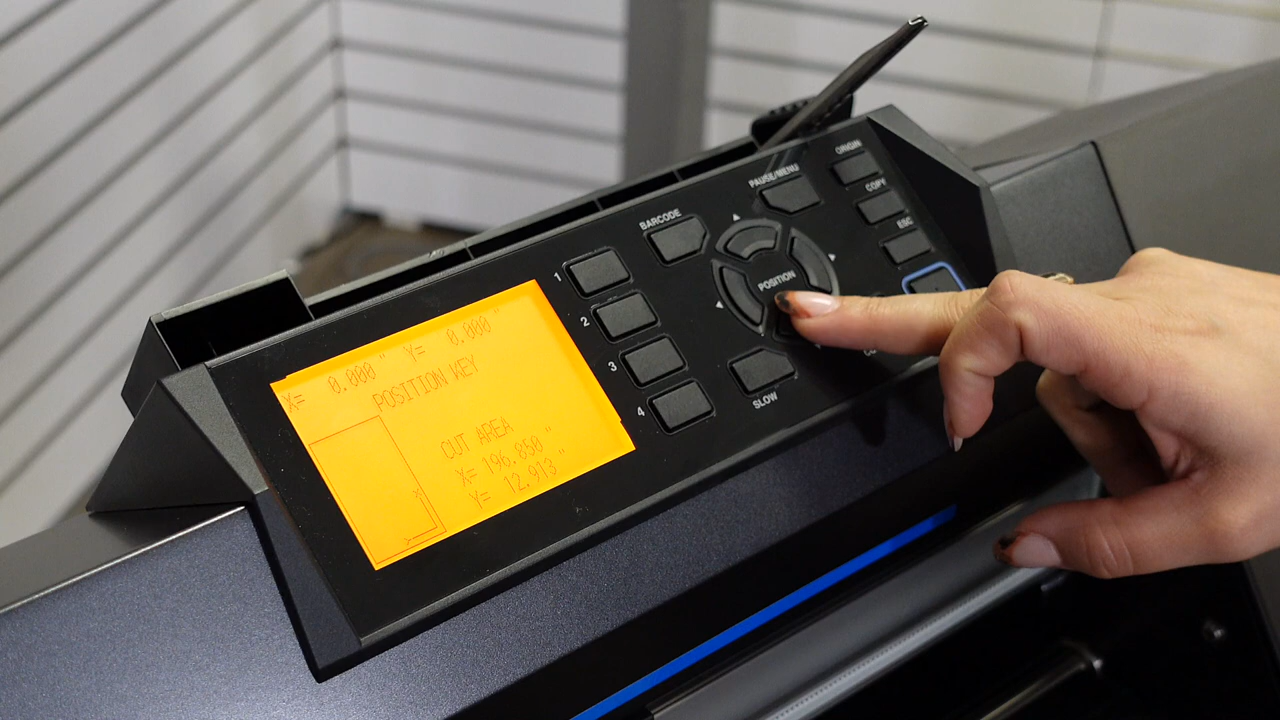 X= 0.000 " Y= 0.000 "
POSITION KEY
CUT AREA
X= 196.850 "
Y= 12.913 "
1
2
3
4
BARCODE
PAUSE/MENU
POSITION
SLOW
ORIGIN
COPY
ESC